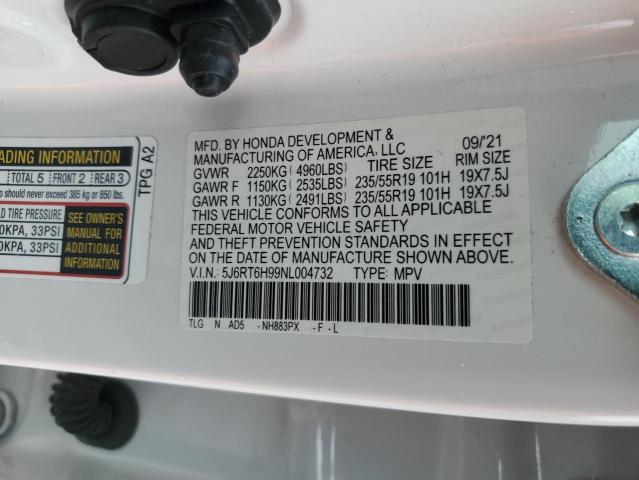 ADING INFORMATION
TOTAL 5 FRONT 2 REAR 3
should never exceed 385 kg or 850 lbs.
TIRE PRESSURE
0KPA, 33PSI
0KPA, 33PSI
SEE OWNER'S
MANUAL FOR
ADDITIONAL
INFORMATION
TPG A2
MFD. BY HONDA DEVELOPMENT &
MANUFACTURING OF AMERICA, LLC 09/'21
GVWR 2250KG ( 4960LBS) TIRE SIZE RIM SIZE
GAWR F 1150KG ( 2535LBS) 235/55R19 101H 19X7.5J
GAWR R 1130KG ( 2491LBS) 235/55R19 101H 19X7.5J
THIS VEHICLE CONFORMS TO ALL APPLICABLE
FEDERAL MOTOR VEHICLE SAFETY
AND THEFT PREVENTION STANDARDS IN EFFECT
ON THE DATE OF MANUFACTURE SHOWN ABOVE.
V.I.N.: 5J6RT6H99NL004732 TYPE: MPV
TLG N AD5 - NH883PX - F - L